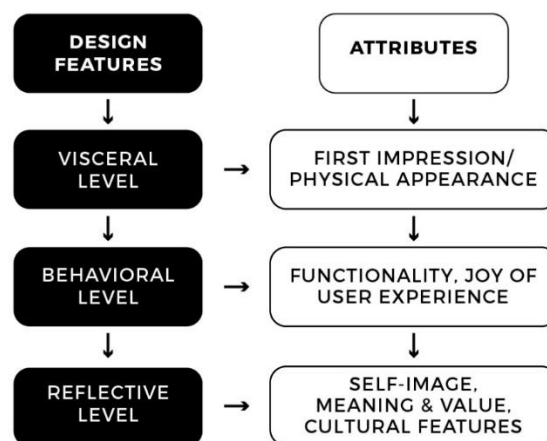 DESIGN
FEATURES
ATTRIBUTES
VISCERAL
LEVEL
FIRST IMPRESSION/
PHYSICAL APPEARANCE
BEHAVIORAL
LEVEL
FUNCTIONALITY, JOY OF
USER EXPERIENCE
REFLECTIVE
LEVEL
SELF-IMAGE,
MEANING & VALUE,
CULTURAL FEATURES